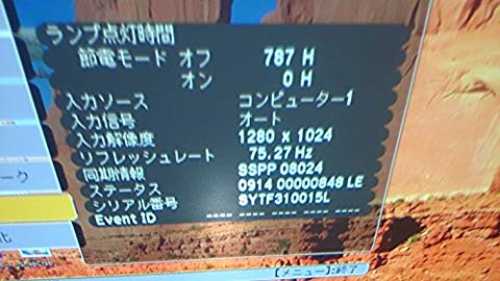 ランプ点灯時間
節電モード オフ 787 H
オン 0 H
入力ソース コンピューター1
入力信号 オート
入力解像度 1280 x 1024
リフレッシュレート 75.27 Hz
同期情報 SSPP 08024
ステータス 0914 00000848 LE
シリアル番号 SYTF310015L
Event ID ---- ---- ---- ----
ーク
化
[メニュー]:終了